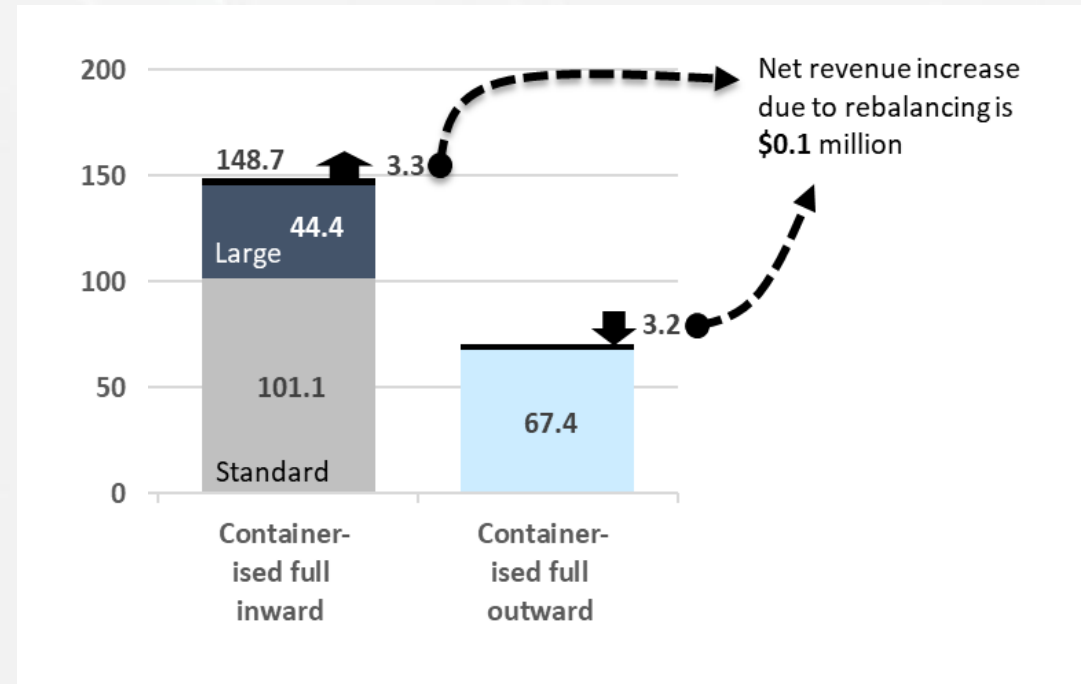 200
150
100
50
0
148.7
3.3
44.4
Large
101.1
Standard
3.2
67.4
Net revenue increase
due to rebalancing is
$0.1 million
Container-
ised full
inward
Container-
ised full
outward